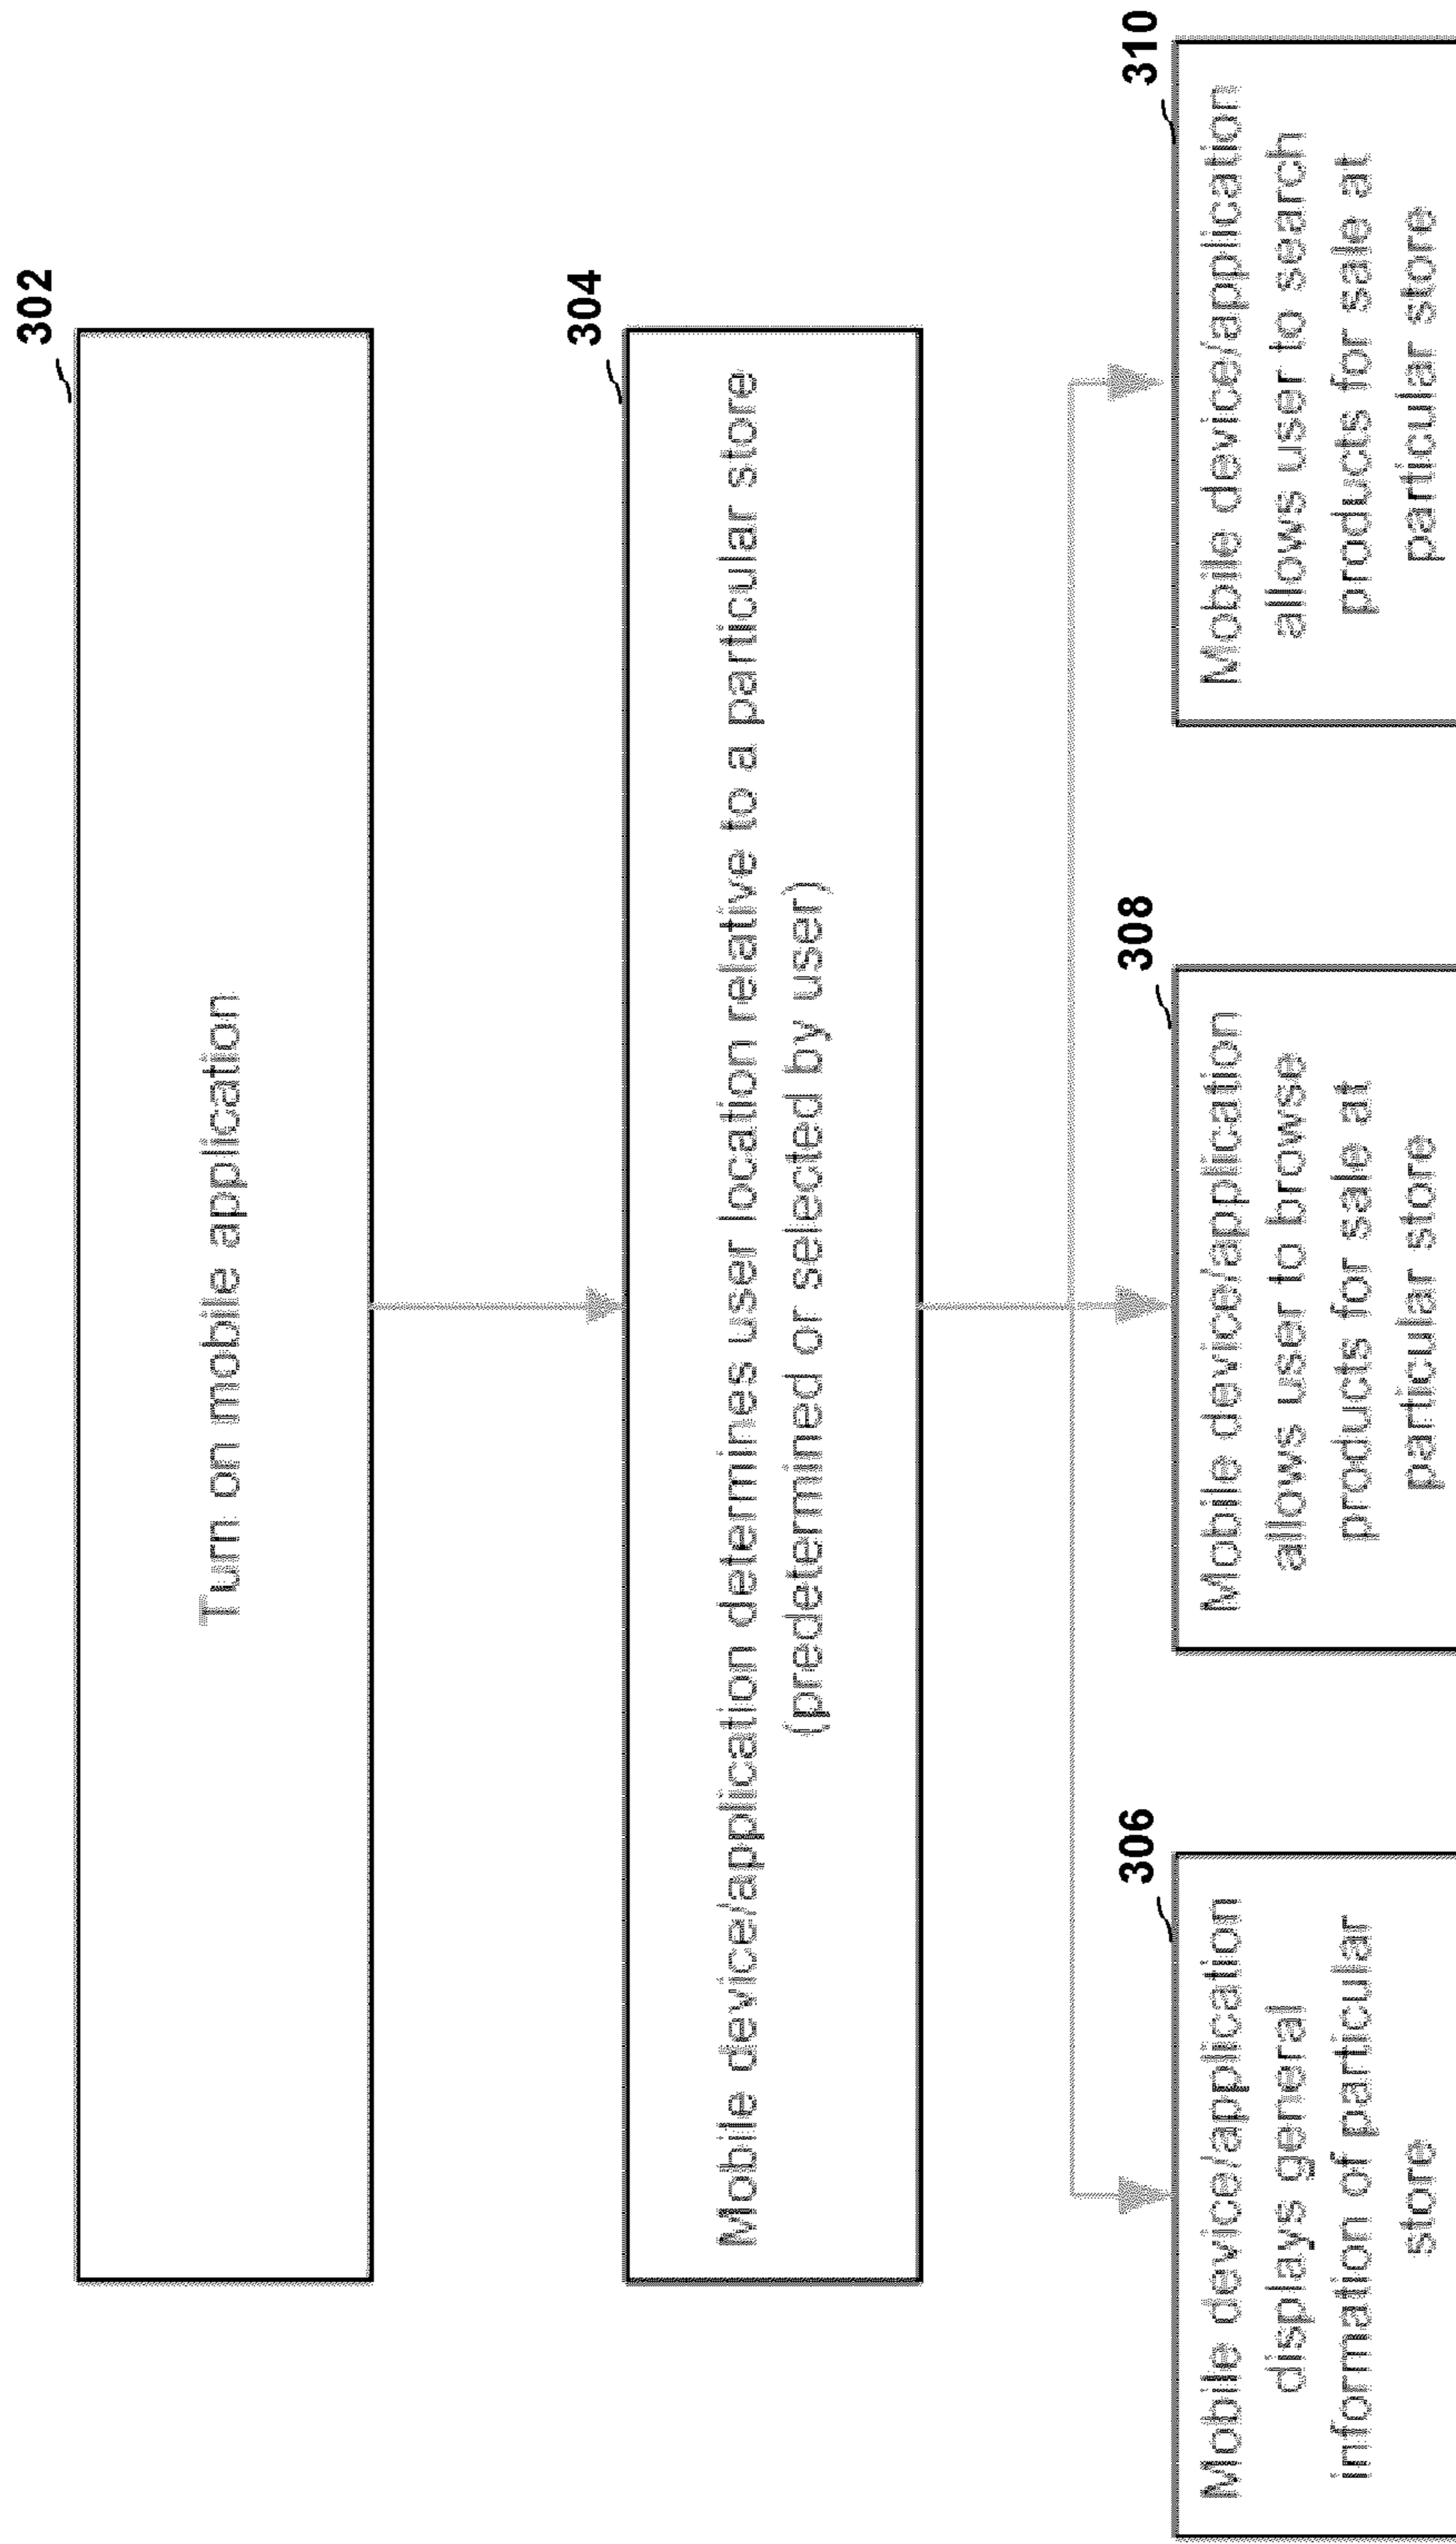 302
Turn on mobile application
304
Mobile device/application determines user location relative to a particular store
(predetermined or selected by user)
306
Mobile device/application
displays general
information of particular
store
308
Mobile device/application
allows user to browse
products for sale at
particular store
310
Mobile device/application
allows user to search
products for sale at
particular store